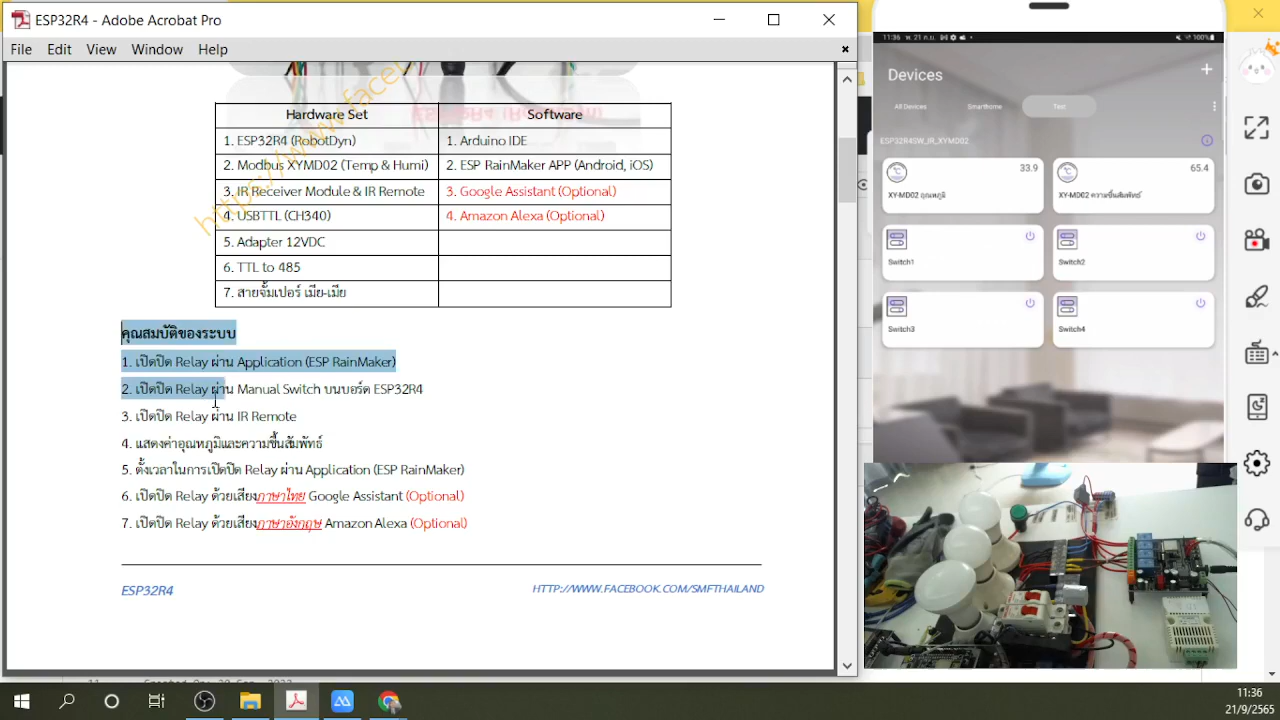 ESP32R4 - Adobe Acrobat Pro
File Edit View Window Help
Hardware Set Software
1. ESP32R4 (RobotDyn) 1. Arduino IDE
2. Modbus XYMD02 (Temp & Humi) 2. ESP RainMaker APP (Android, iOS)
3. IR Receiver Module & IR Remote 3. Google Assistant (Optional)
4. USBTTL (CH340) 4. Amazon Alexa (Optional)
5. Adapter 12VDC
6. TTL to 485
7. สายจั้มเปอร์ เมีย-เมีย
https://www.facer
คุณสมบัติของระบบ
1. เปิดปิด Relay ผ่าน Application (ESP RainMaker)
2. เปิดปิด Relay ผ่าน Manual Switch บนบอร์ด ESP32R4
3. เปิดปิด Relay ผ่าน IR Remote
4. แสดงค่าอุณหภูมิและความชื้นสัมพัทธ์
5. ตั้งเวลาในการเปิดปิด Relay ผ่าน Application (ESP RainMaker)
6. เปิดปิด Relay ด้วยเสียงภาษาไทย Google Assistant (Optional)
7. เปิดปิด Relay ด้วยเสียงภาษาอังกฤษ Amazon Alexa (Optional)
ESP32R4 HTTP://WWW.FACEBOOK.COM/SMFTHAILAND
11:36 พ. 21 ก.ย. 100%
Devices
All Devices Smarthome Test
ESP32R4SW_IR_XYMD02
33.9 65.4
XY-MD02 อุณหภูมิ XY-MD02 ความชื้นสัมพัทธ์
Switch1 Switch2
Switch3 Switch4
11:36
21/9/2565